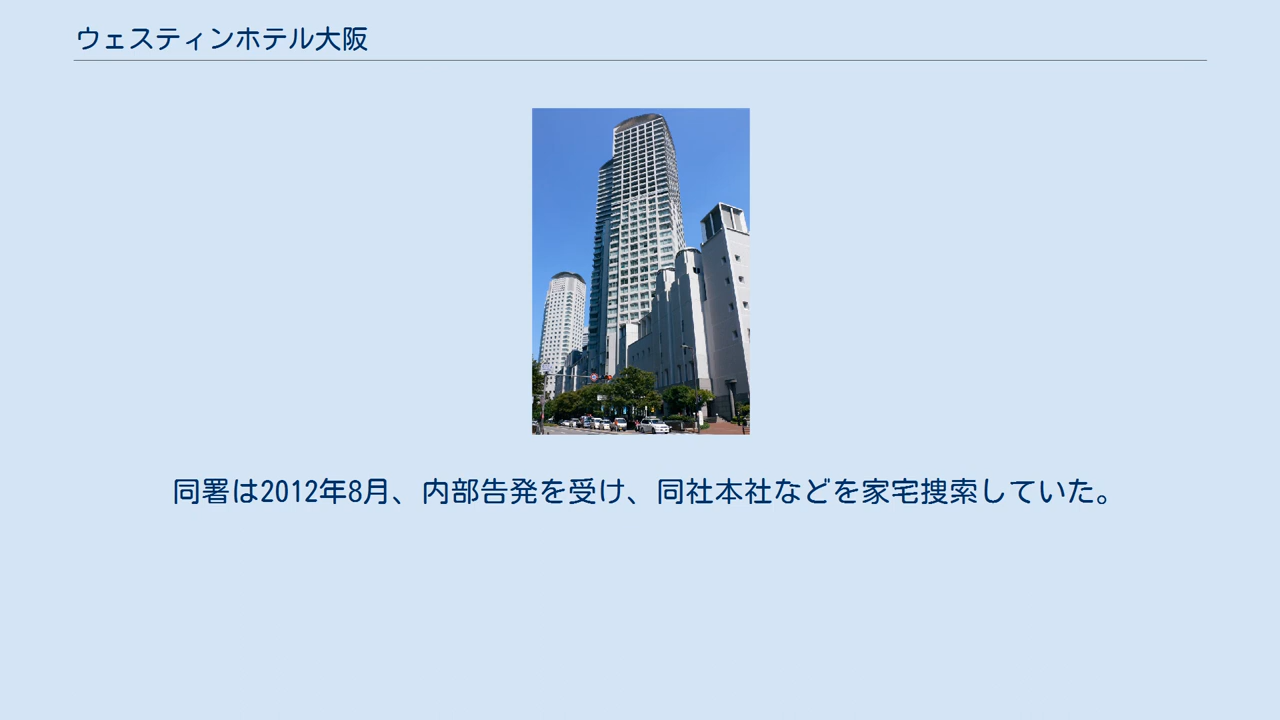 ウェスティンホテル大阪
同署は2012年8月、内部告発を受け、同社本社などを家宅捜索していた。